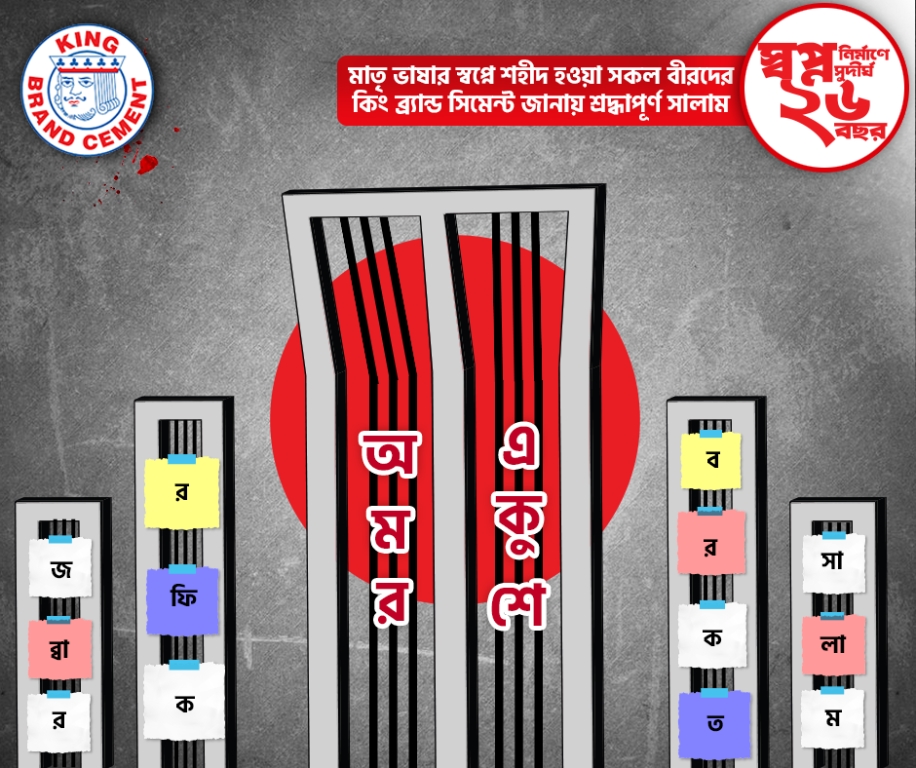 KING
BRAND CEMENT
মাতৃ ভাষার স্বপ্নে শহীদ হওয়া সকল বীরদের
কিং ব্র্যান্ড সিমেন্ট জানায় শ্রদ্ধাপূর্ণ সালাম
স্বপ্ন নির্মাণে
সুদীর্ঘ
২৬
বছর
জ
ব্বা
র
র
ফি
ক
অ
ম
র
এ
কু
শে
ব
র
ক
ত
সা
লা
ম